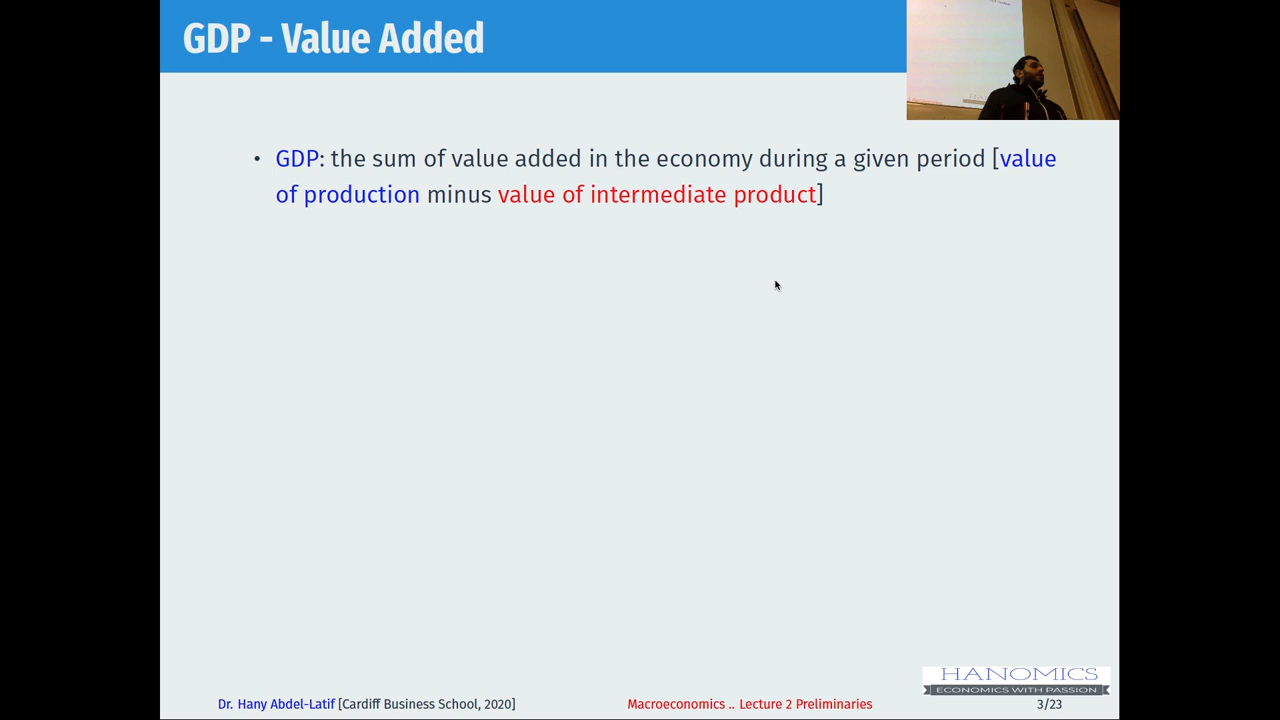 GDP - Value Added
• GDP: the sum of value added in the economy during a given period [value
of production minus value of intermediate product]
HANOMICS
ECONOMICS WITH PASSION
Dr. Hany Abdel-Latif [Cardiff Business School, 2020]
Macroeconomics .. Lecture 2 Preliminaries
3/23